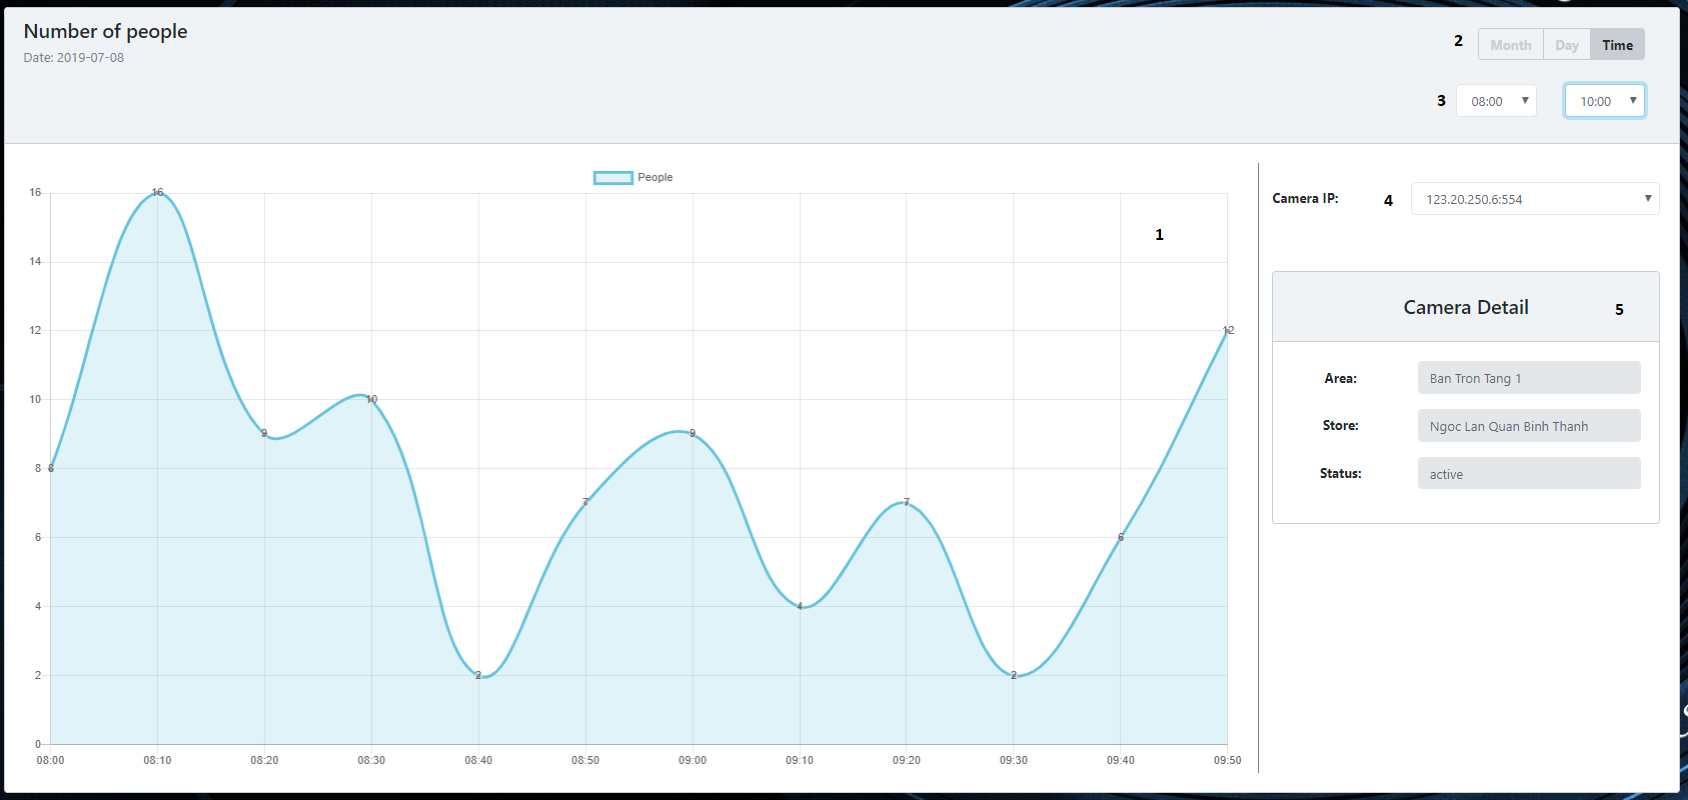 Number of people
Date: 2019-07-08
2 Month Day Time
3 08:00 10:00
People
16
14
12
10
8
6
4
2
0
8 16 9 10 2 7 9 4 7 2 6 12
08:00 08:10 08:20 08:30 08:40 08:50 09:00 09:10 09:20 09:30 09:40 09:50
1
Camera IP: 4 123.20.250.6:554
Camera Detail 5
Area: Ban Tron Tang 1
Store: Ngoc Lan Quan Binh Thanh
Status: active